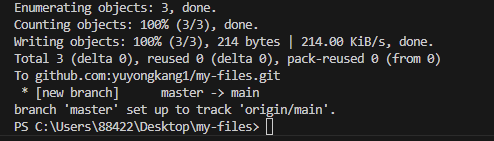 Enumerating objects: 3, done.
Counting objects: 100% (3/3), done.
Writing objects: 100% (3/3), 214 bytes | 214.00 KiB/s, done.
Total 3 (delta 0), reused 0 (delta 0), pack-reused 0 (from 0)
To github.com:yuyongkang1/my-files.git
 * [new branch]      master -> main
branch 'master' set up to track 'origin/main'.
PS C:\Users\88422\Desktop\my-files>